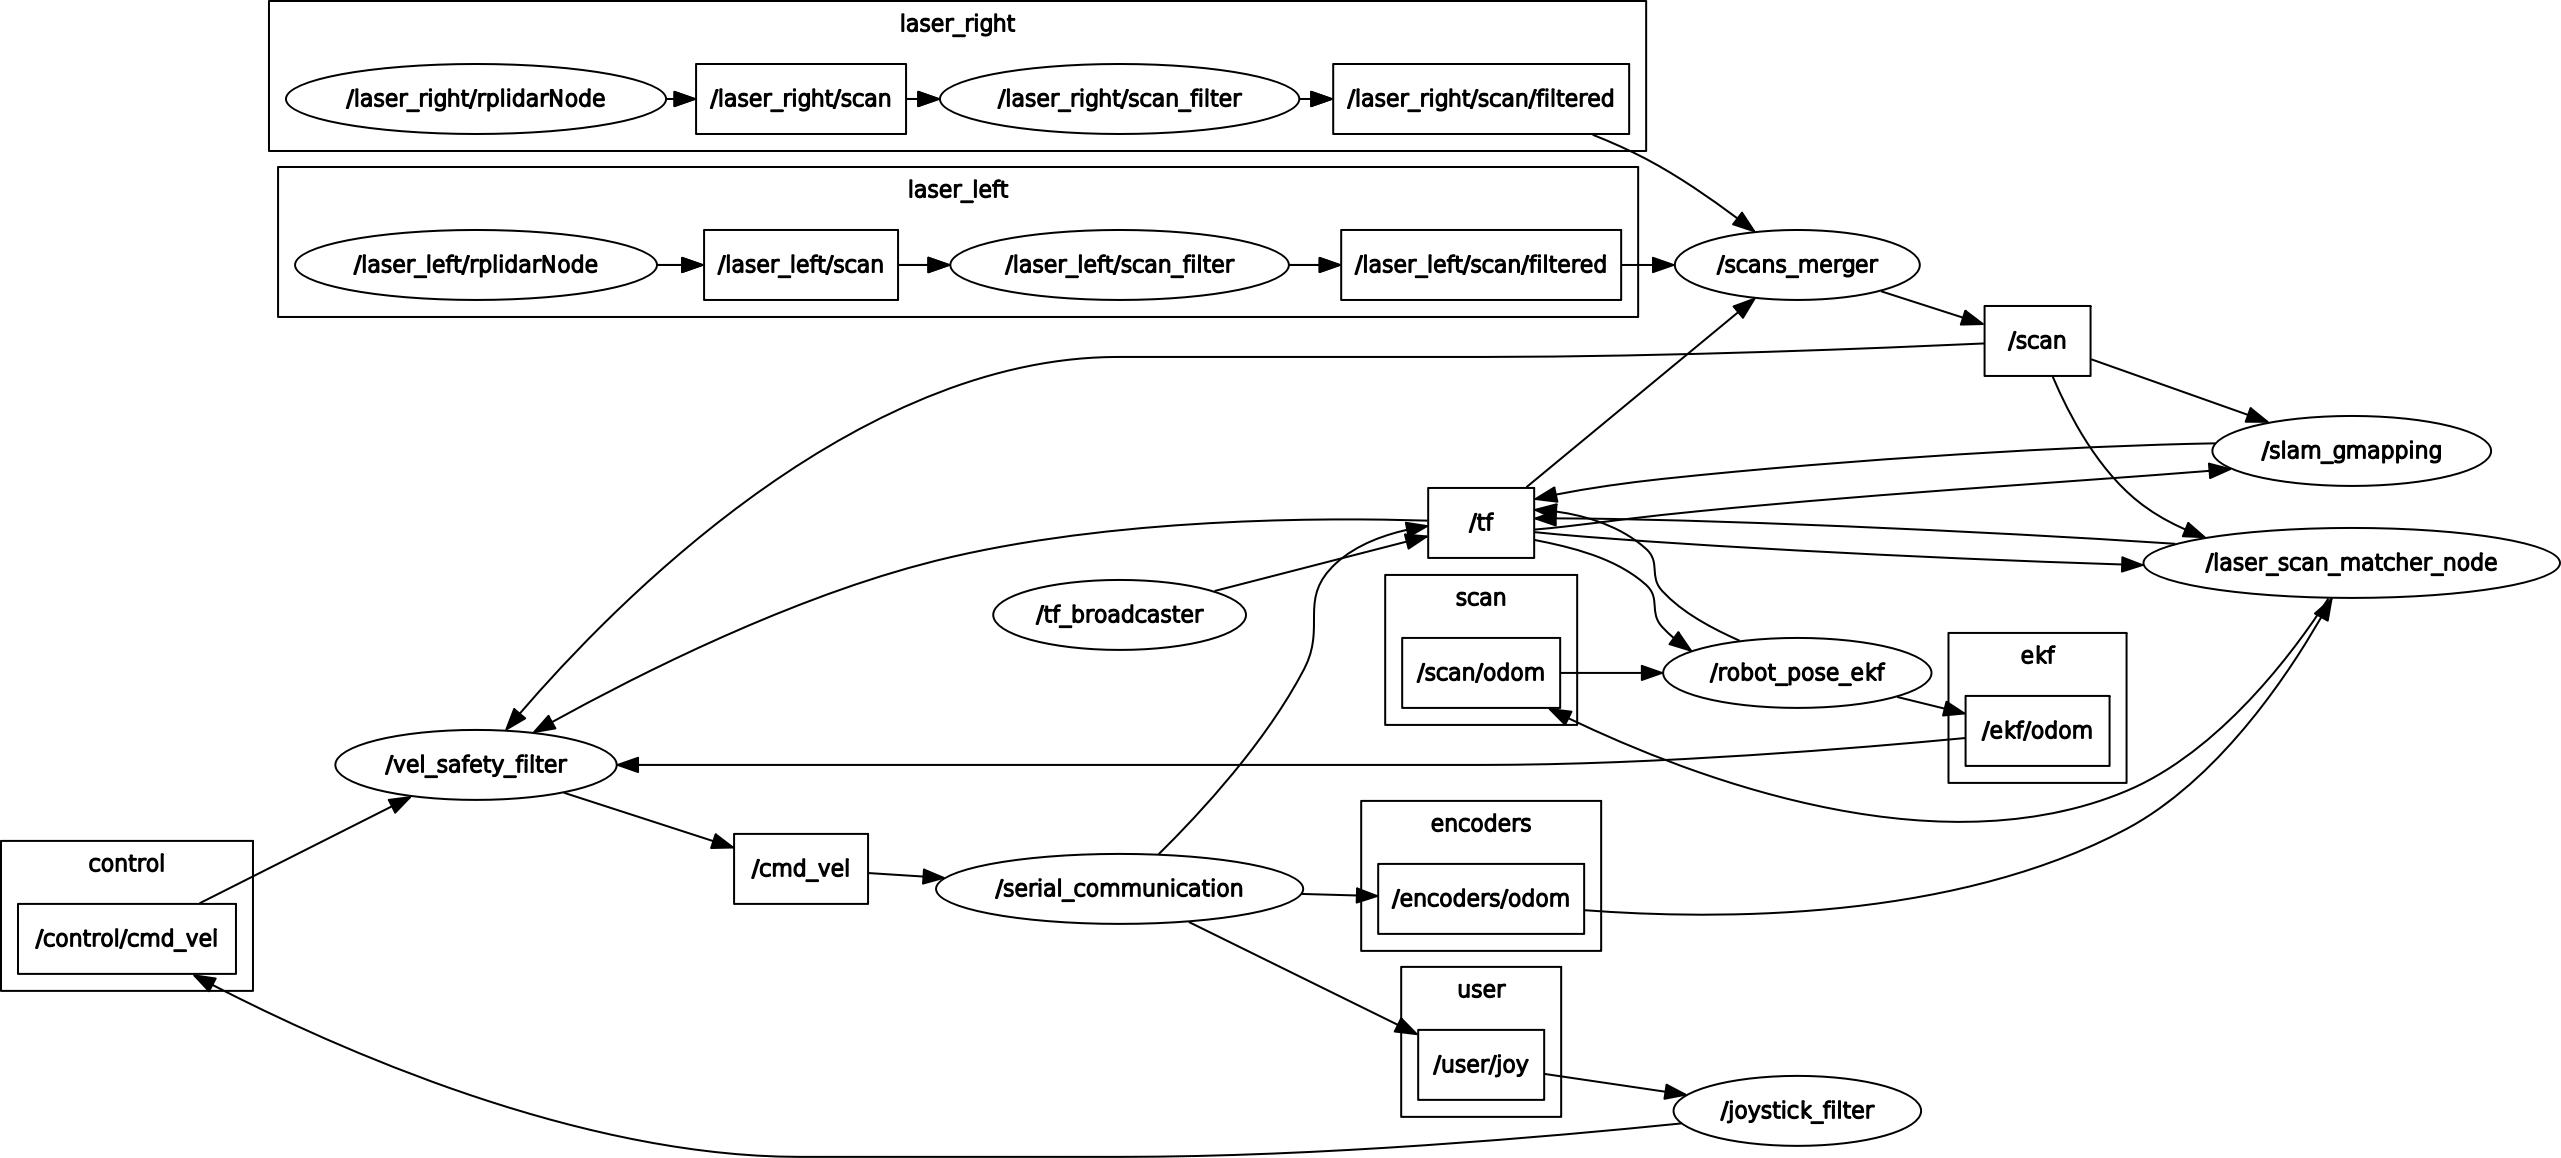 laser_right
/laser_right/rplidarNode
/laser_right/scan
/laser_right/scan_filter
/laser_right/scan/filtered
laser_left
/laser_left/rplidarNode
/laser_left/scan
/laser_left/scan_filter
/laser_left/scan/filtered
/scans_merger
/scan
/slam_gmapping
/tf
/laser_scan_matcher_node
/tf_broadcaster
scan
/scan/odom
/robot_pose_ekf
ekf
/ekf/odom
/vel_safety_filter
control
/control/cmd_vel
/cmd_vel
/serial_communication
encoders
/encoders/odom
user
/user/joy
/joystick_filter